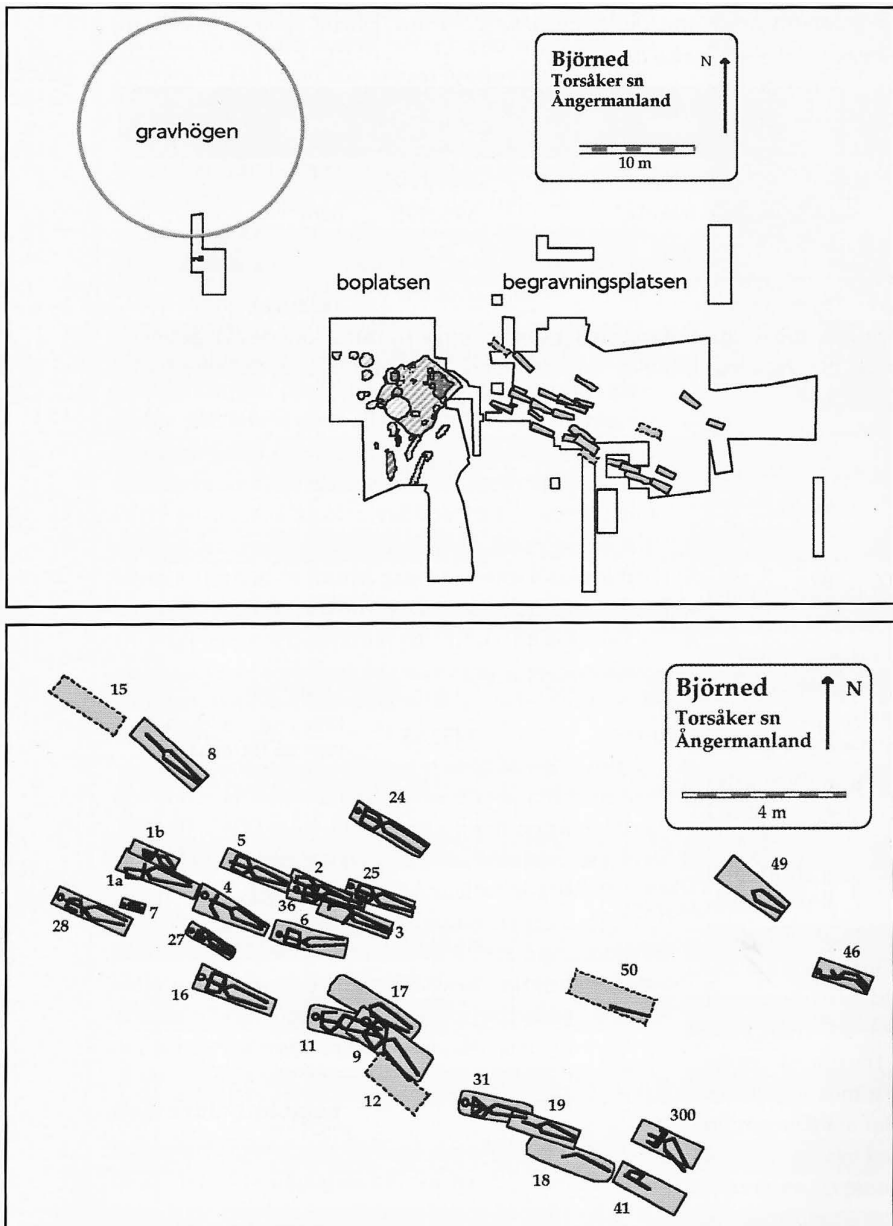 gravhögen
Björned
Torsåker sn
Ångermanland
N
10 m
boplatsen
begravningsplatsen
Björned
Torsåker sn
Ångermanland
N
4 m
15
8
24
1b
5
2
25
49
1a
4
36
28
7
3
6
27
46
50
16
17
11
9
12
31
19
300
18
41